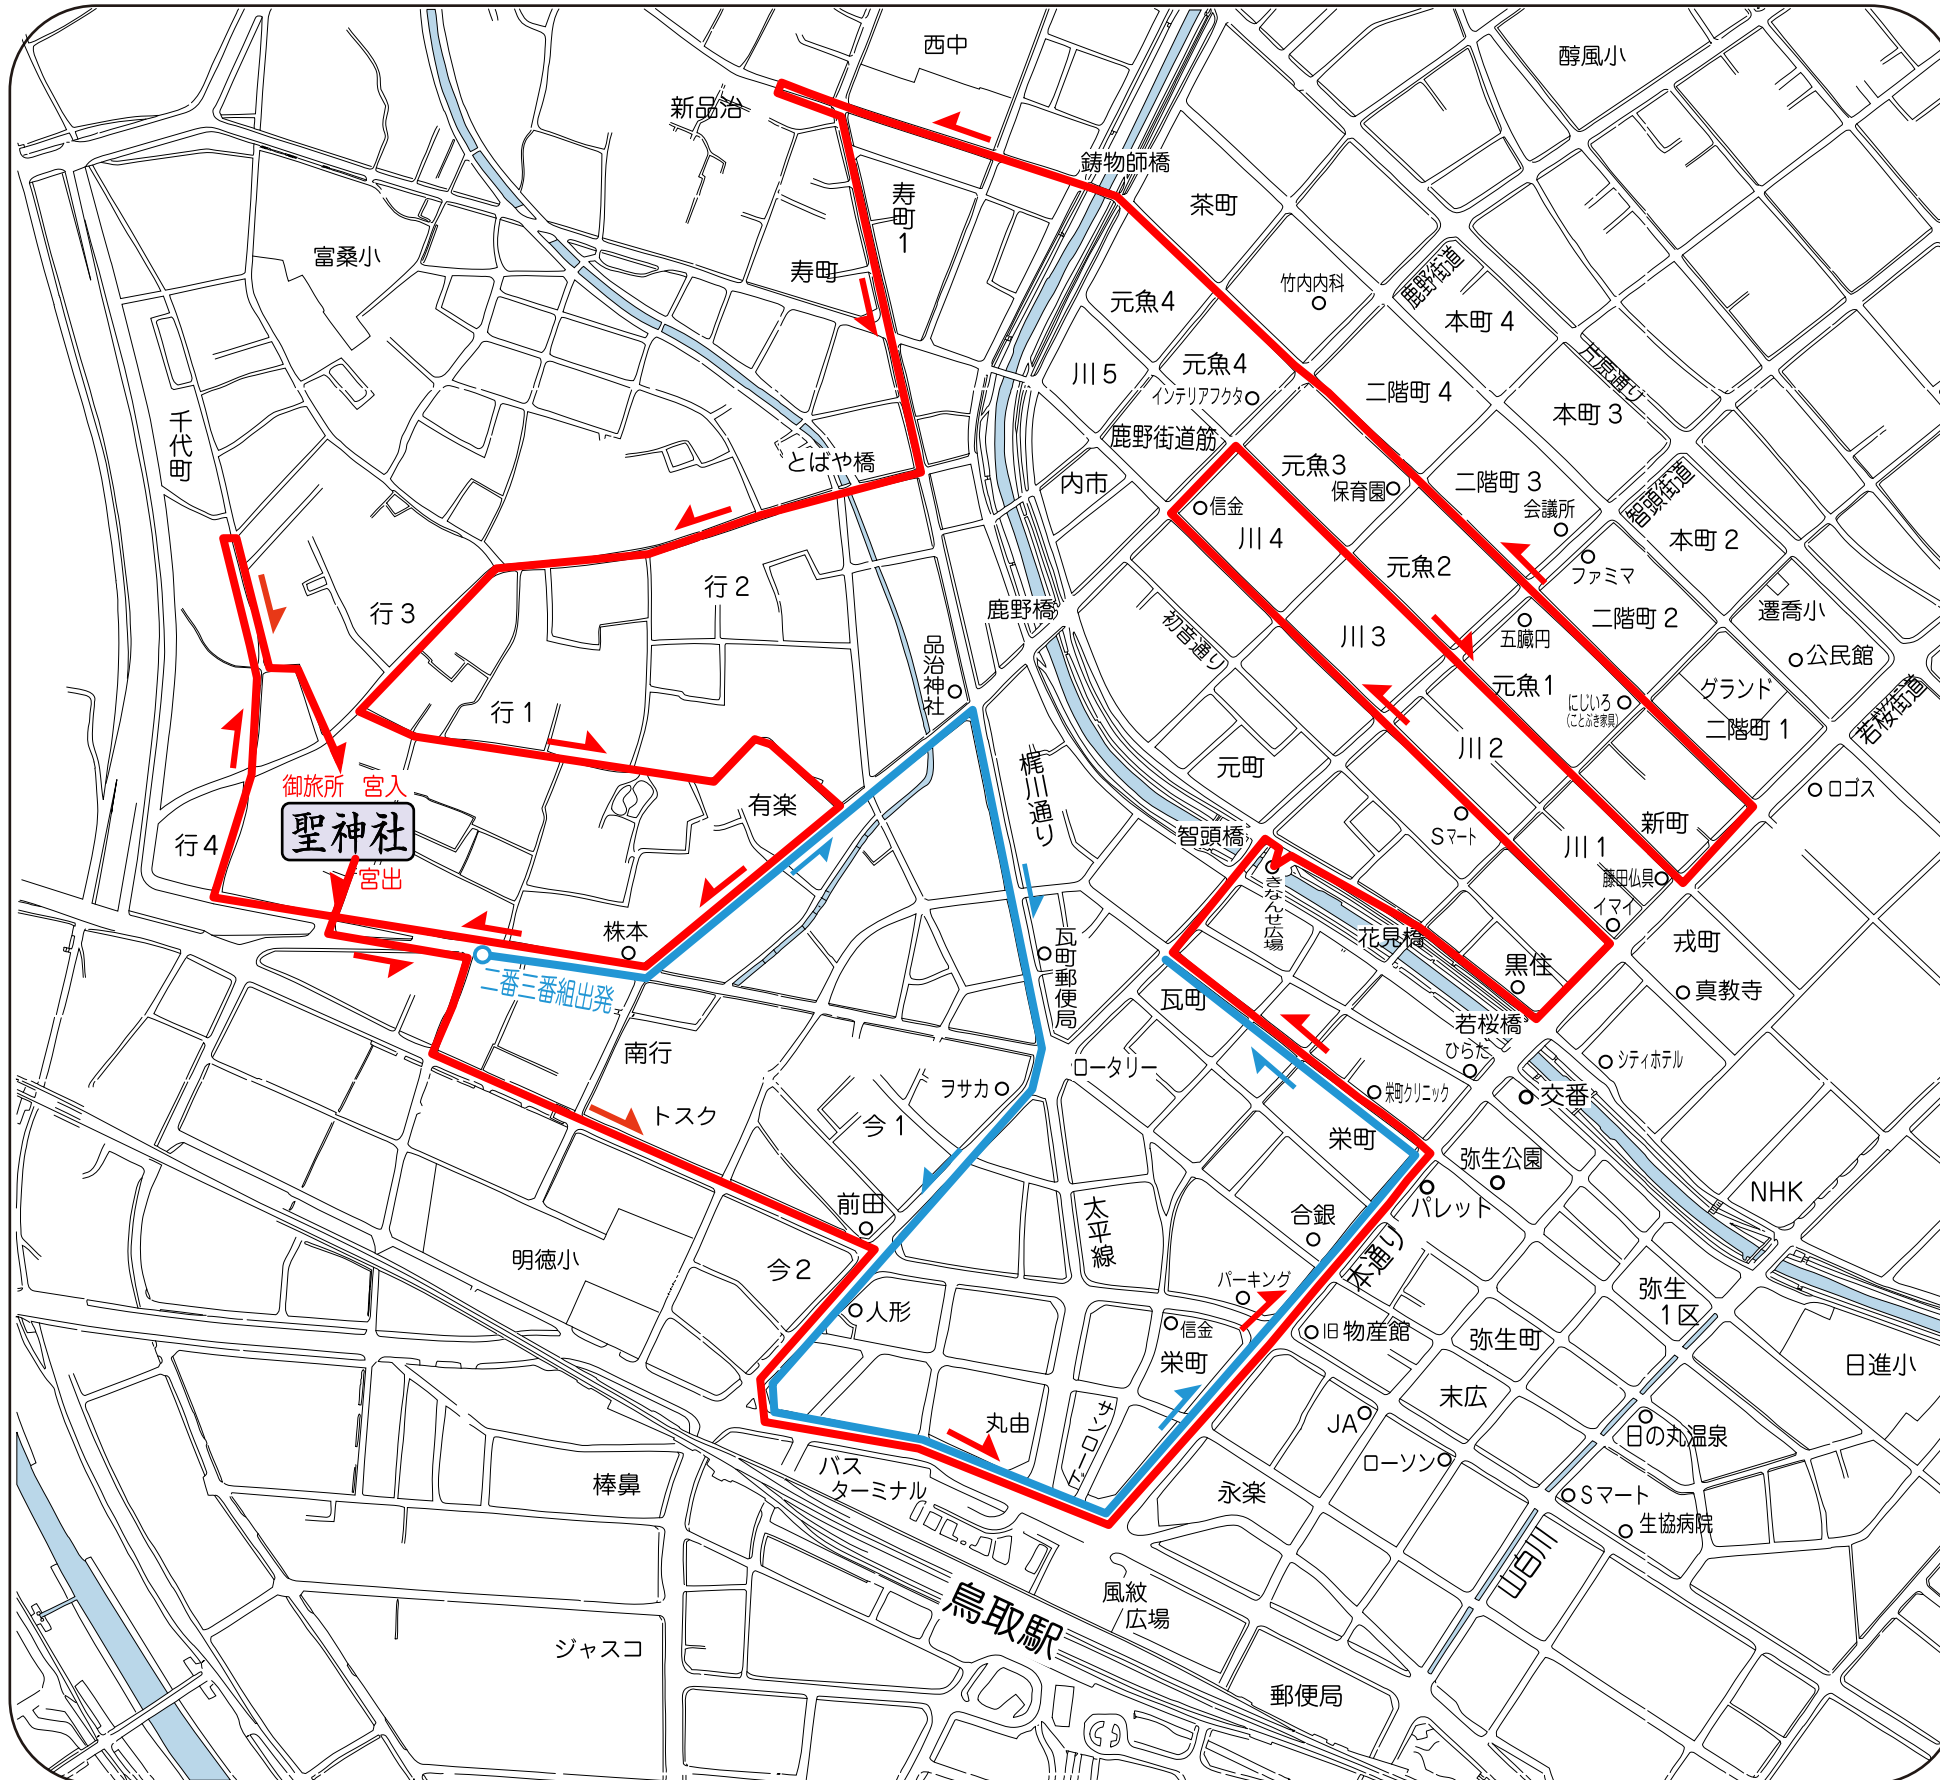 西中
醇風小
新品治
鋳物師橋
寿町1
茶町
富桑小
寿町
竹内内科
鹿野街道
元魚4
本町4
川5
元魚4
インテリアフクタ
片原通り
二階町4
本町3
千代町
鹿野街道筋
とばや橋
元魚3
保育園
内市
二階町3
会議所
智頭街道
信金
川4
本町2
元魚2
ファミマ
行2
行3
鹿野橋
初音通り
川3
五臓円
二階町2
遷喬小
公民館
品治神社
元魚1
にじいろ
(ことぶき家具)
グランド
二階町1
若桜街道
行1
川2
元町
梶川通り
御旅所 宮入
有楽
ロゴス
聖神社
行4
智頭橋
Sマート
川1
新町
宮出
藤田仏具
きなんせ広場
イマイ
株本
瓦町郵便局
花見橋
戎町
黒住
二番三番組出発
瓦町
真教寺
若桜橋
ひらた
南行
ロータリー
シティホテル
ヲサカ
栄町クリニック
交番
トスク
今1
栄町
弥生公園
NHK
前田
太平線
合銀
パレット
本通り
明徳小
今2
パーキング
弥生
1区
人形
信金
旧物産館
弥生町
栄町
日進小
末広
サンロード
丸由
JA
日の丸温泉
バス
ターミナル
ローソン
棒鼻
永楽
Sマート
生協病院
山白川
鳥取駅
風紋
広場
ジャスコ
郵便局